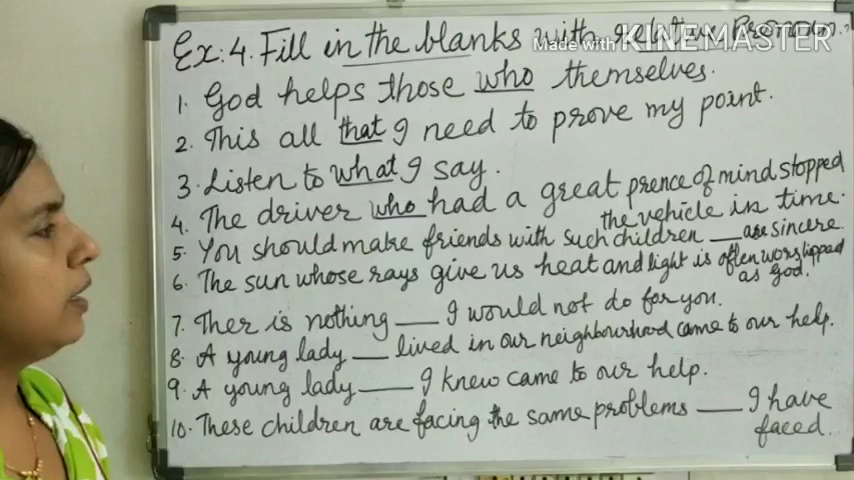 Ex: 4. Fill in the blanks with relative Pronoun.
Made with KINEMASTER
1. God helps those who themselves.
2. This all that I need to prove my point.
3. Listen to what I say.
4. The driver who had a great prence of mind stopped
the vehicle in time.
5. You should make friends with such children ___ are sincere.
6. The sun whose rays give us heat and light is often worshipped
as god.
7. Ther is nothing ___ I would not do for you.
8. A young lady ___ lived in our neighbourhood came to our help.
9. A young lady ___ I knew came to our help.
10. These children are facing the same problems ___ I have
faced.